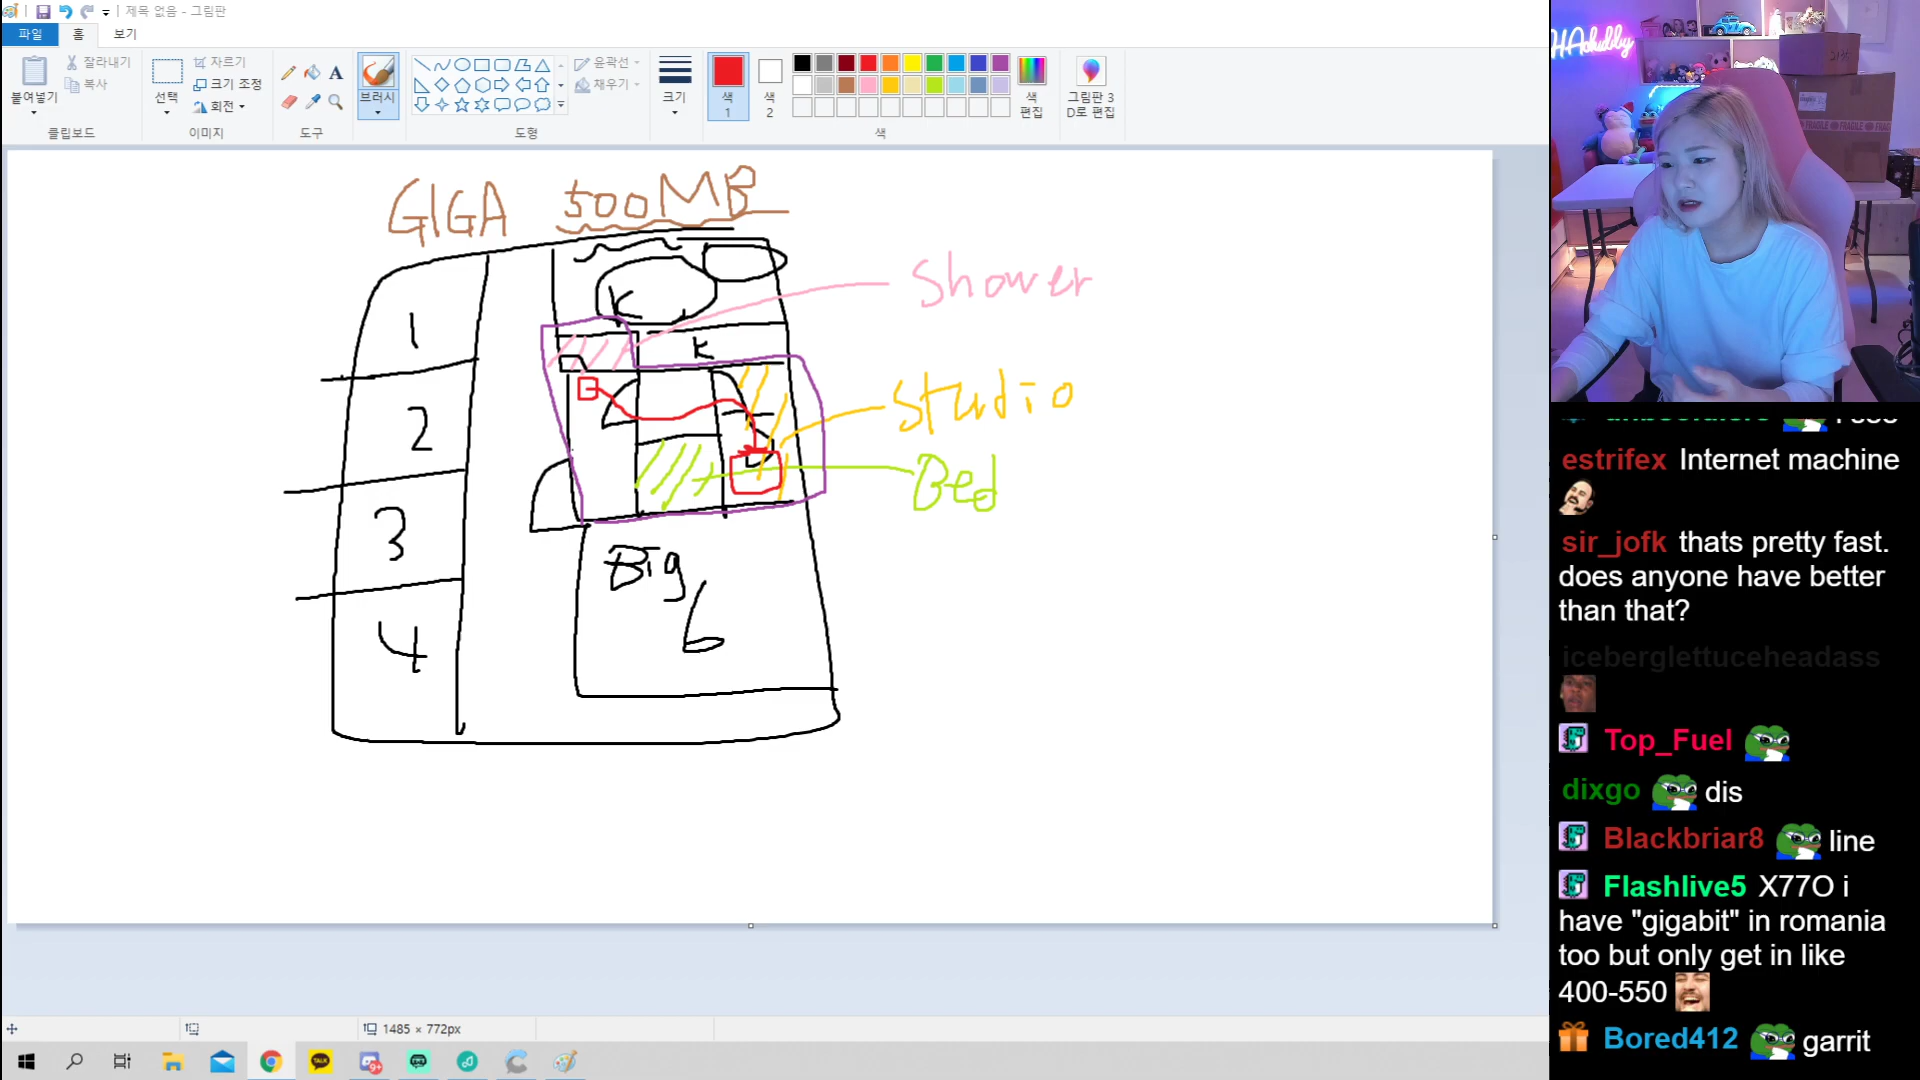 제목 없음 - 그림판
파일 홈 보기
붙여넣기
잘라내기
복사
클립보드
선택
자르기
크기 조정
회전
이미지
A
도구
브러시
윤곽선
채우기
도형
크기
색 1
색 2
색
색 편집
그림판 3D로 편집
GIGA 500MB
K
K
1
2
3
4
Big
6
Shower
Studio
Bed
HAchubby
FRAGILE FRAGILE
estrifex Internet machine
sir_jofk thats pretty fast.
does anyone have better
than that?
iceberglettuceheadass
Top_Fuel
dixgo dis
Blackbriar8 line
Flashlive5 X77O i
have "gigabit" in romania
too but only get in like
400-550
Bored412 garrit
1485 × 772px
TALK
9+